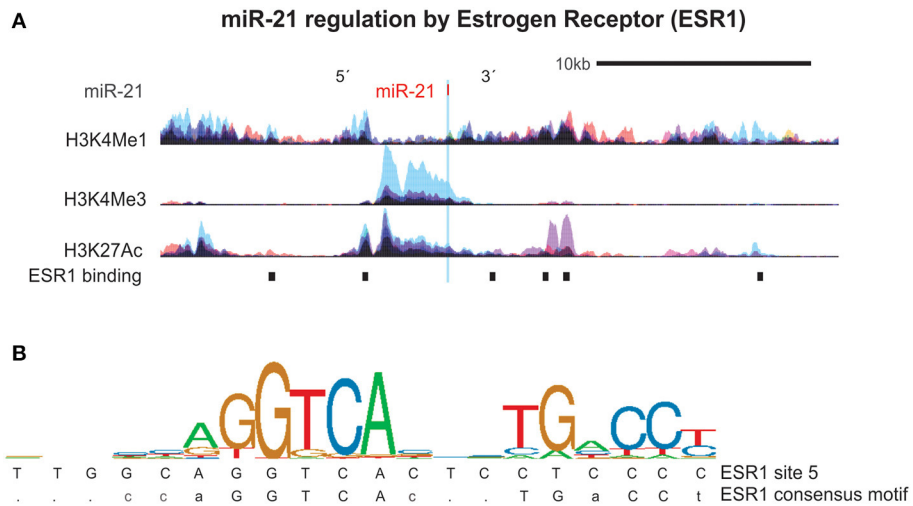 A
miR-21 regulation by Estrogen Receptor (ESR1)
10kb
5´ 3´
miR-21 miR-21
H3K4Me1
H3K4Me3
H3K27Ac
ESR1 binding
B
A G G T C A T G A C C T
T T G G C A G G T C A C T C C T C C C C ESR1 site 5
. . . c c a G G T C A c . . T G a C C t ESR1 consensus motif